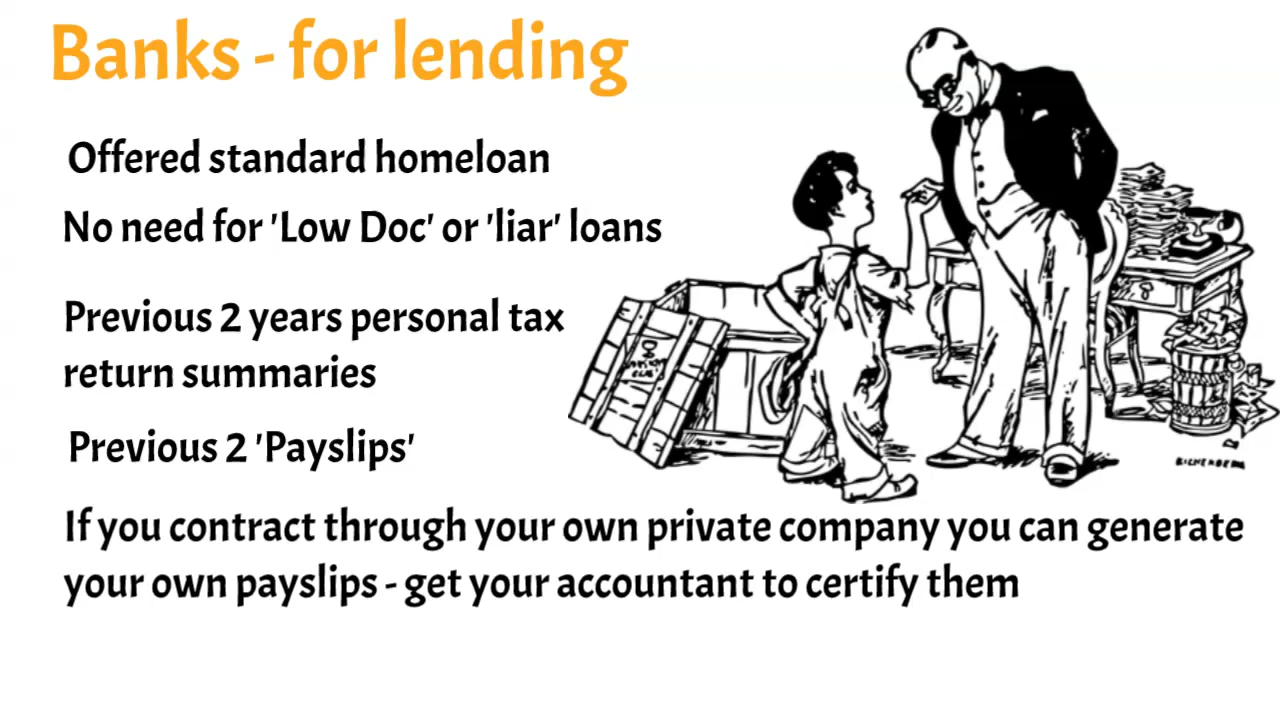 Banks - for lending
Offered standard homeloan
No need for 'Low Doc' or 'liar' loans
Previous 2 years personal tax
return summaries
Previous 2 'Payslips'
If you contract through your own private company you can generate
your own payslips - get your accountant to certify them